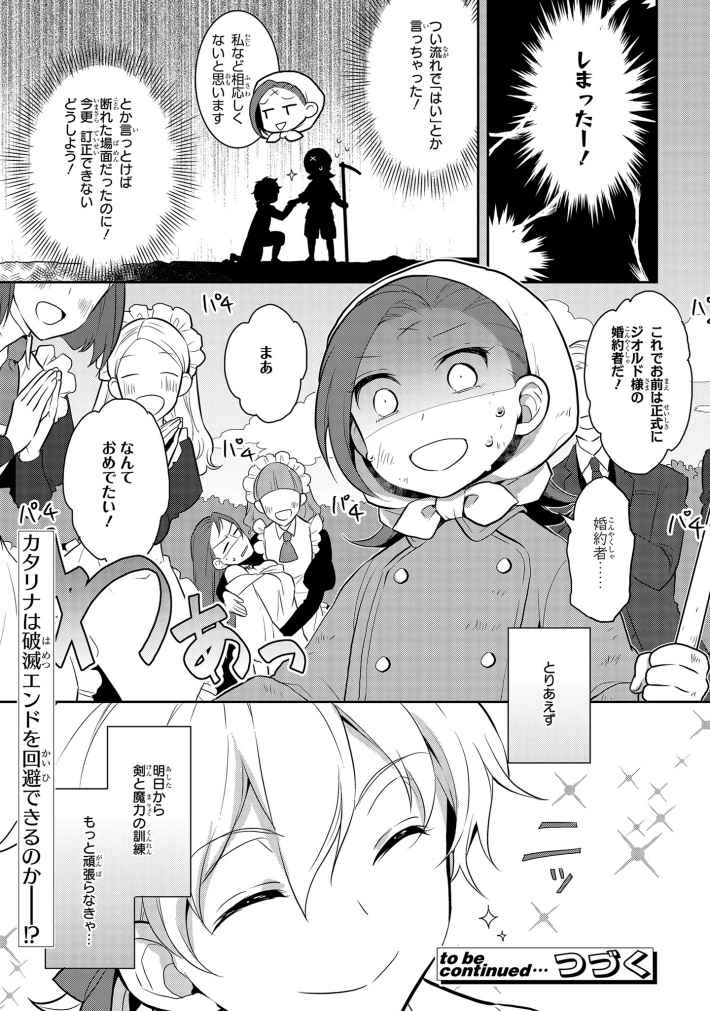 しまったー！
つい流れで「はい」とか
言っちゃった！
私など相応しく
ないと思います
とか言っとけば
断れた場面だったのに！
今更 訂正できない
どうしよう！
これでお前は正式に
ジオルド様の
婚約者だ！
婚約者……
まあ
なんて
おめでたい！
パチ
パチ
パチ
パチ
パチ
パチ
わあっ
とりあえず
明日から
剣と魔力の訓練
もっと頑張らなきゃ…
ニッ
カタリナは破滅エンドを回避できるのか――!?
to be
continued…
つづく